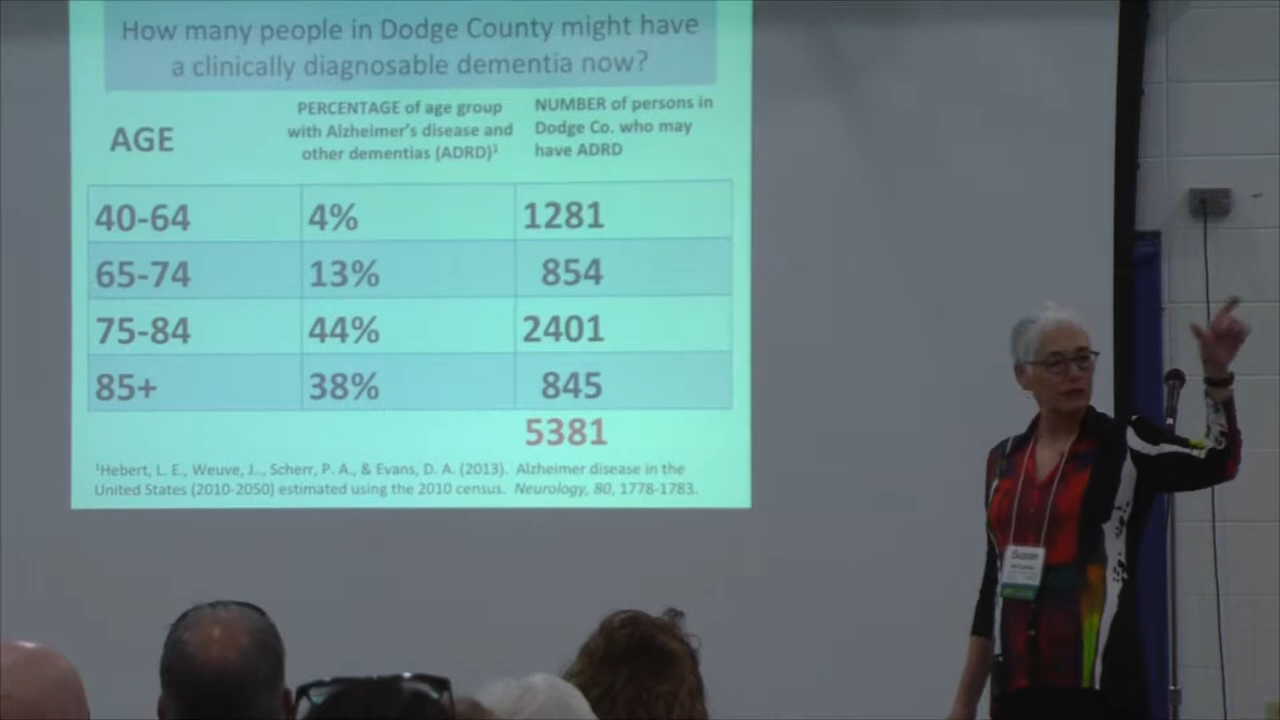 How many people in Dodge County might have
a clinically diagnosable dementia now?
AGE
PERCENTAGE of age group
with Alzheimer's disease and
other dementias (ADRD)¹
NUMBER of persons in
Dodge Co. who may
have ADRD
40-64 4% 1281
65-74 13% 854
75-84 44% 2401
85+ 38% 845
5381
¹Hebert, L. E., Weuve, J.., Scherr, P. A., & Evans, D. A. (2013). Alzheimer disease in the
United States (2010-2050) estimated using the 2010 census. Neurology, 80, 1778-1783.
Susan